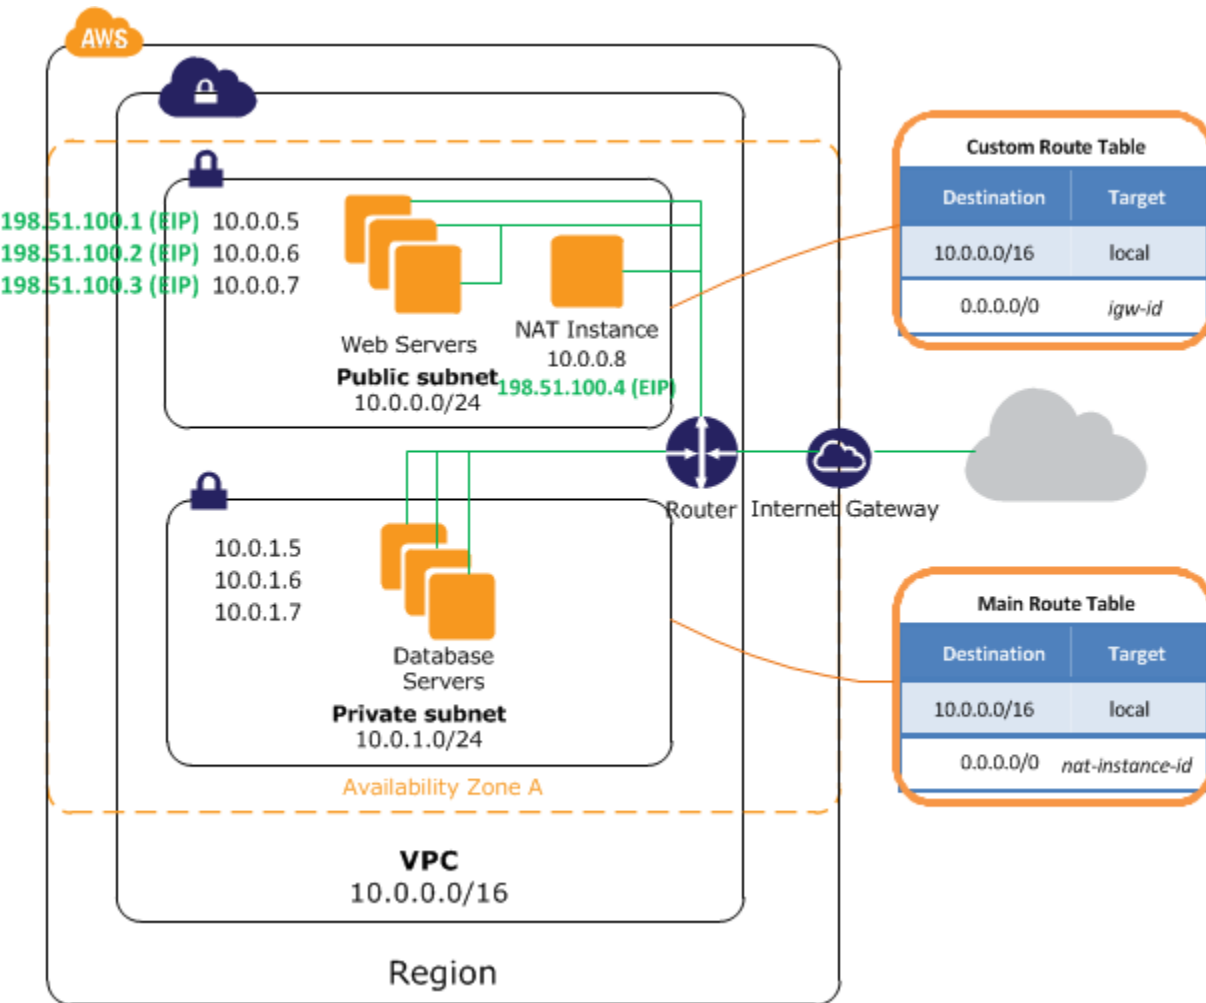 AWS
198.51.100.1 (EIP) 10.0.0.5
198.51.100.2 (EIP) 10.0.0.6
198.51.100.3 (EIP) 10.0.0.7
Web Servers
Public subnet
10.0.0.0/24
NAT Instance
10.0.0.8
198.51.100.4 (EIP)
Custom Route Table
Destination Target
10.0.0.0/16 local
0.0.0.0/0 igw-id
Router
Internet Gateway
10.0.1.5
10.0.1.6
10.0.1.7
Database
Servers
Private subnet
10.0.1.0/24
Main Route Table
Destination Target
10.0.0.0/16 local
0.0.0.0/0 nat-instance-id
Availability Zone A
VPC
10.0.0.0/16
Region